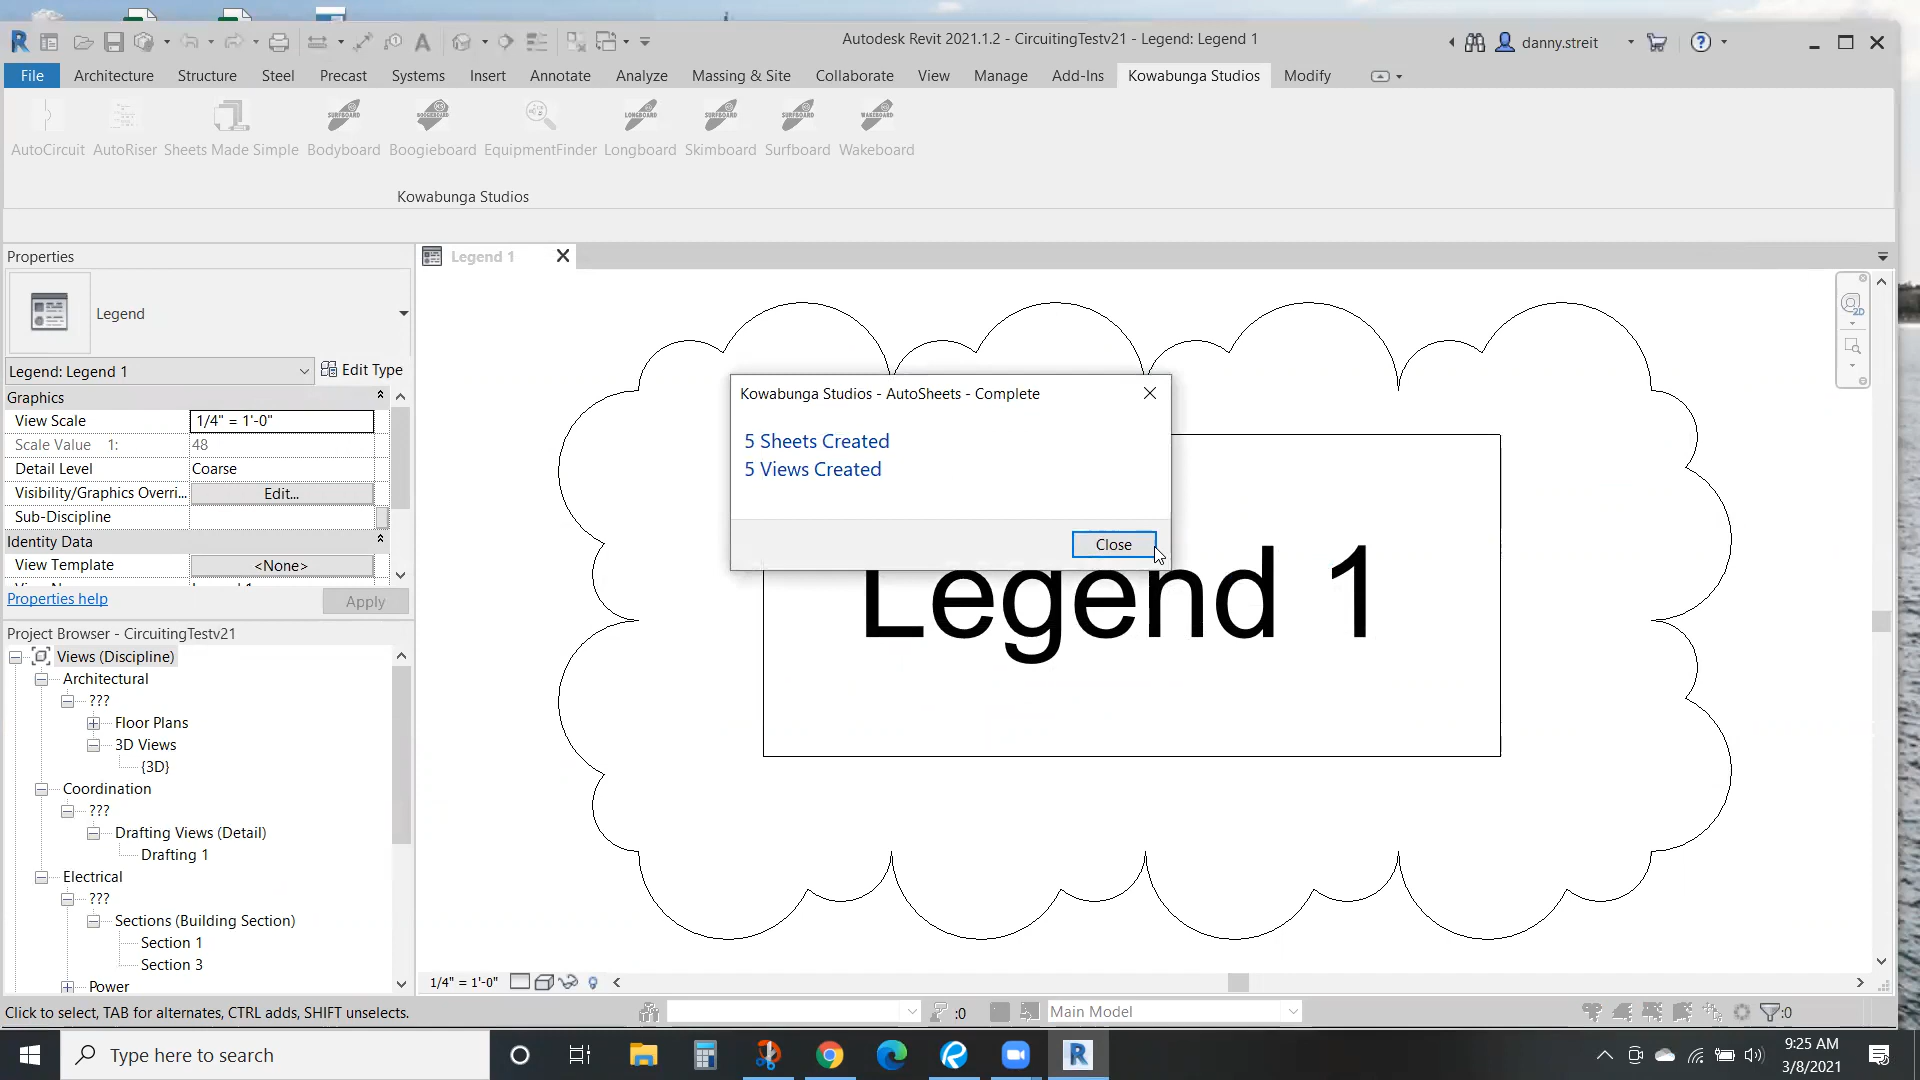 Autodesk Revit 2021.1.2 - CircuitingTestv21 - Legend: Legend 1
danny.streit
File Architecture Structure Steel Precast Systems Insert Annotate Analyze Massing & Site Collaborate View Manage Add-Ins Kowabunga Studios Modify
SURFBOARD BOOGIEBOARD LONGBOARD SURFBOARD SURFBOARD WAKEBOARD
AutoCircuit AutoRiser Sheets Made Simple Bodyboard Boogieboard EquipmentFinder Longboard Skimboard Surfboard Wakeboard
Kowabunga Studios
Properties
Legend 1
2D
Legend
Legend: Legend 1
Edit Type
Graphics
View Scale 1/4" = 1'-0"
Scale Value 1: 48
Detail Level Coarse
Visibility/Graphics Overri... Edit...
Sub-Discipline
Identity Data
View Template <None>
Properties help
Apply
Kowabunga Studios - AutoSheets - Complete
5 Sheets Created
5 Views Created
Close
Legend 1
Project Browser - CircuitingTestv21
Views (Discipline)
Architectural
???
Floor Plans
3D Views
{3D}
Coordination
???
Drafting Views (Detail)
Drafting 1
Electrical
???
Sections (Building Section)
Section 1
Section 3
Power
1/4" = 1'-0"
Click to select, TAB for alternates, CTRL adds, SHIFT unselects.
:0
Main Model
:0
Type here to search
9:25 AM
3/8/2021